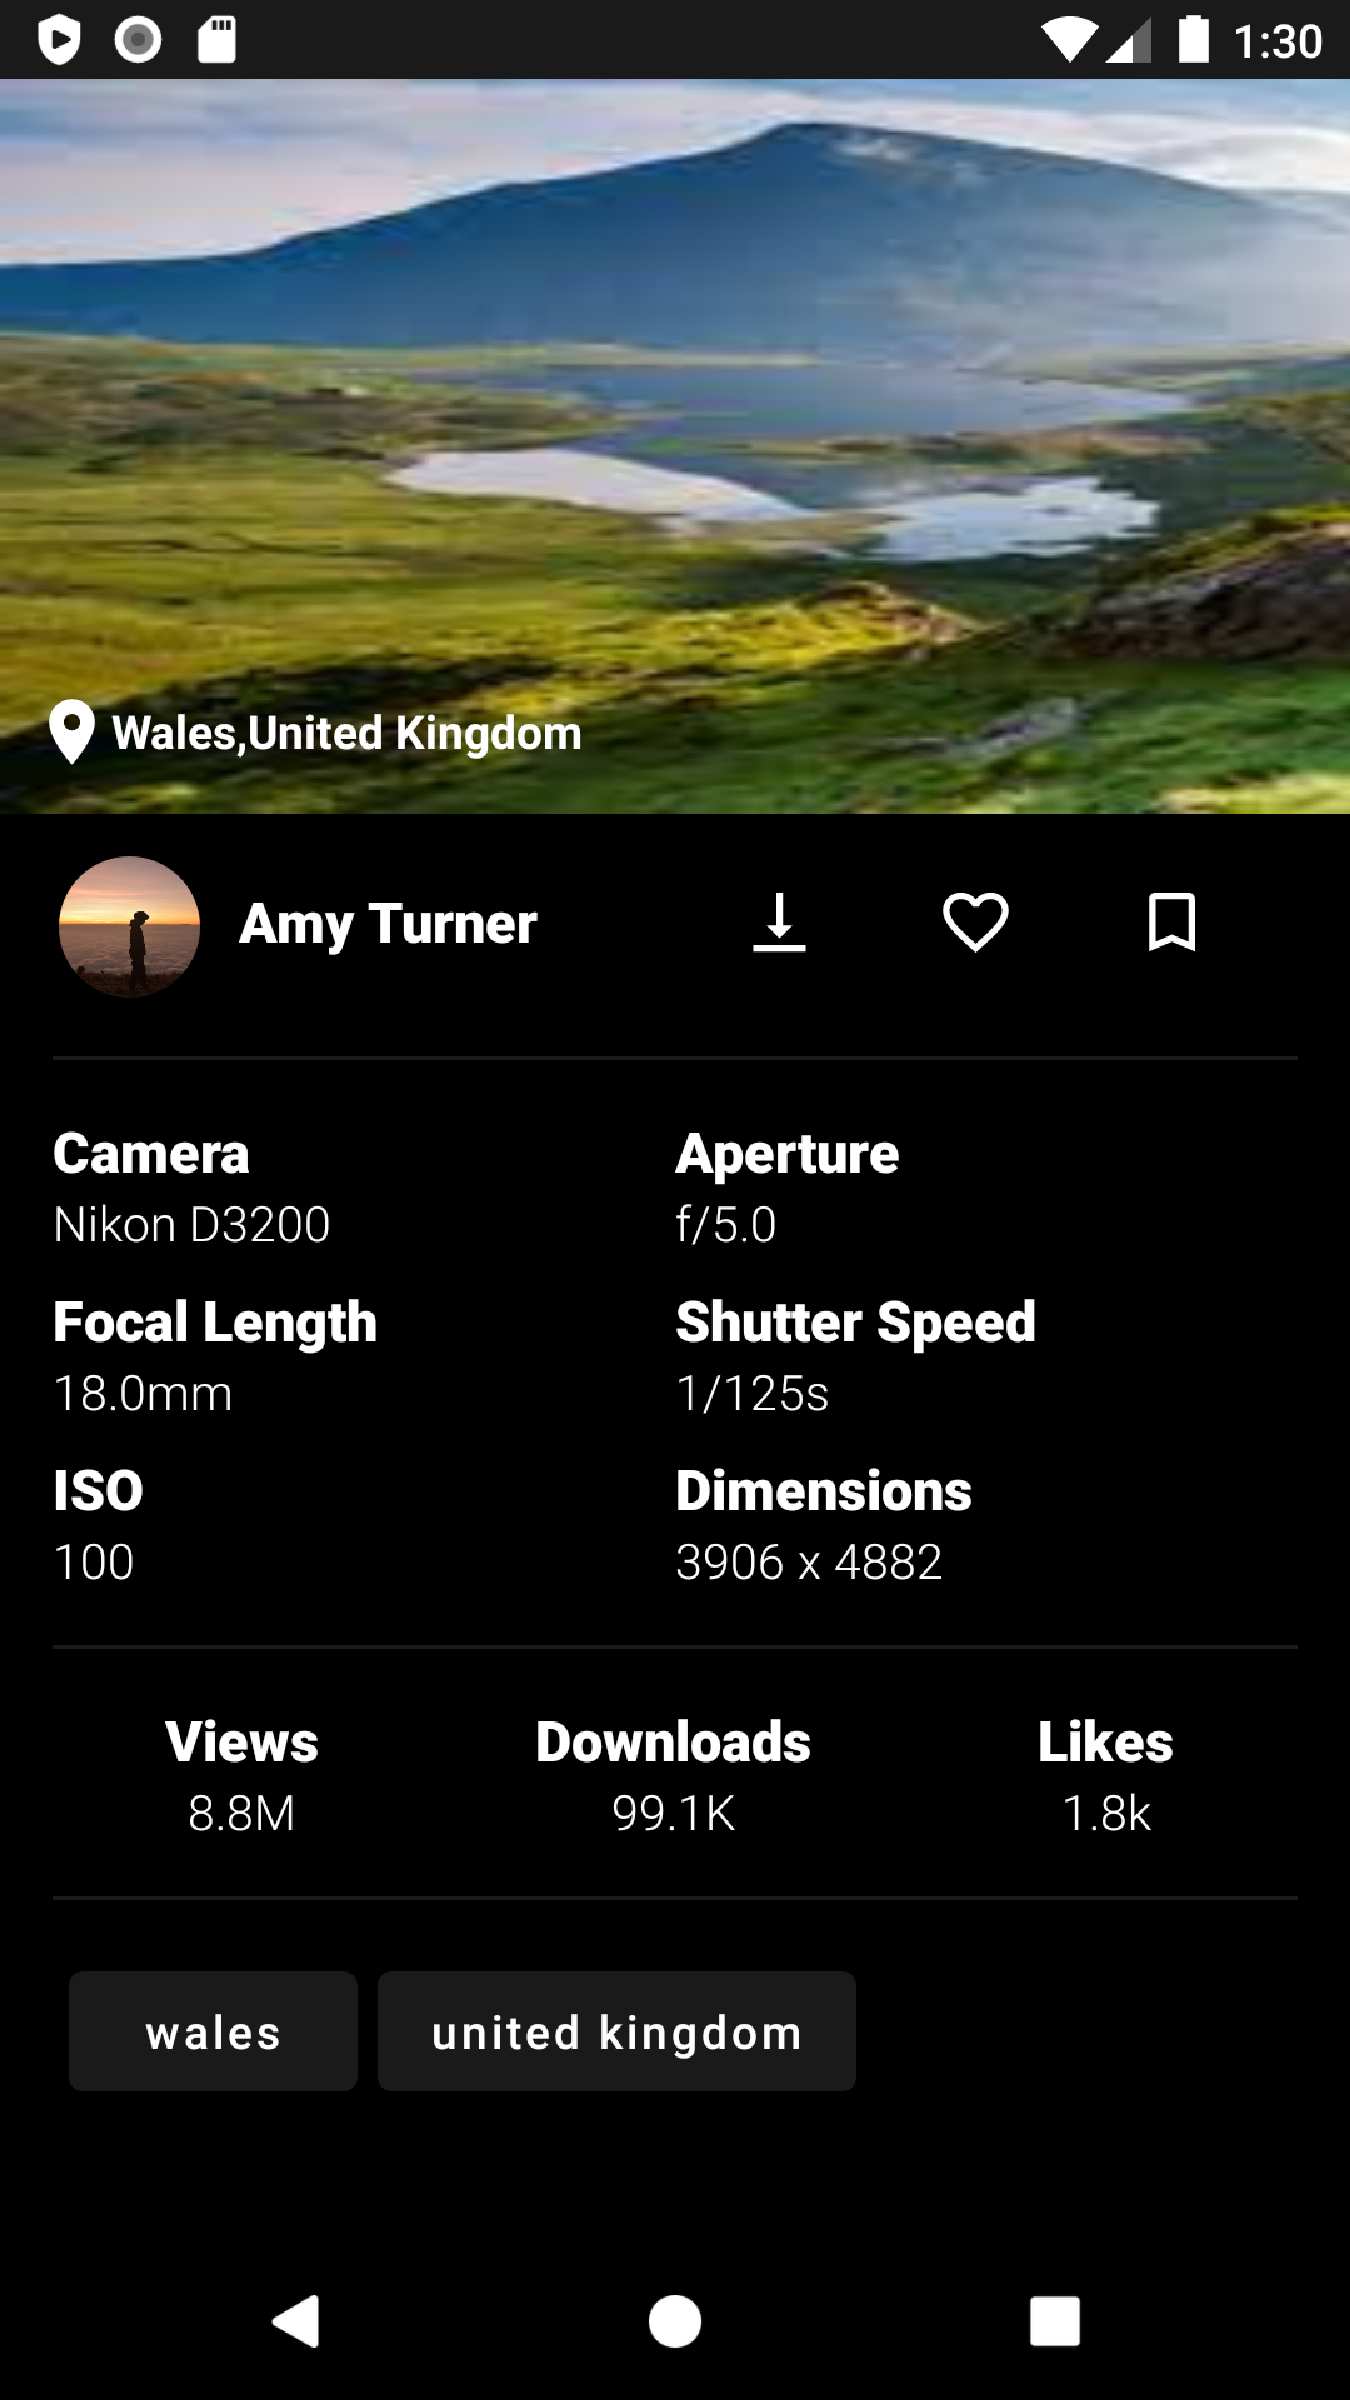 1:30
Wales,United Kingdom
Amy Turner
Camera
Nikon D3200
Aperture
f/5.0
Focal Length
18.0mm
Shutter Speed
1/125s
ISO
100
Dimensions
3906 x 4882
Views
8.8M
Downloads
99.1K
Likes
1.8k
wales
united kingdom